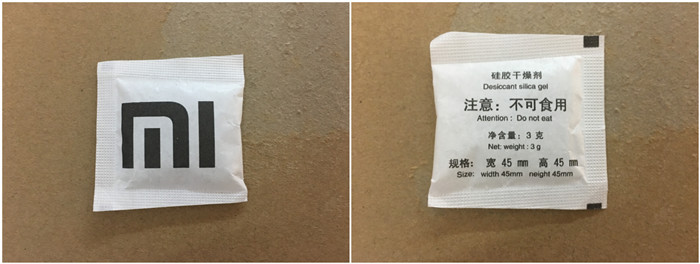 mi
硅胶干燥剂
Desiccant silica gel
注意：不可食用
Attention : Do not eat
净含量：3 克
Net: weight : 3 g
规格： 宽 45 mm 高 45 mm
Size: width 45mm neight 45mm